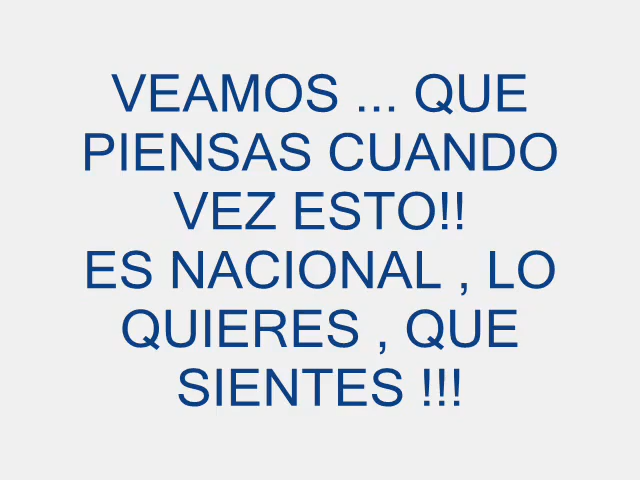 VEAMOS ... QUE
PIENSAS CUANDO
VEZ ESTO!!
ES NACIONAL , LO
QUIERES , QUE
SIENTES !!!